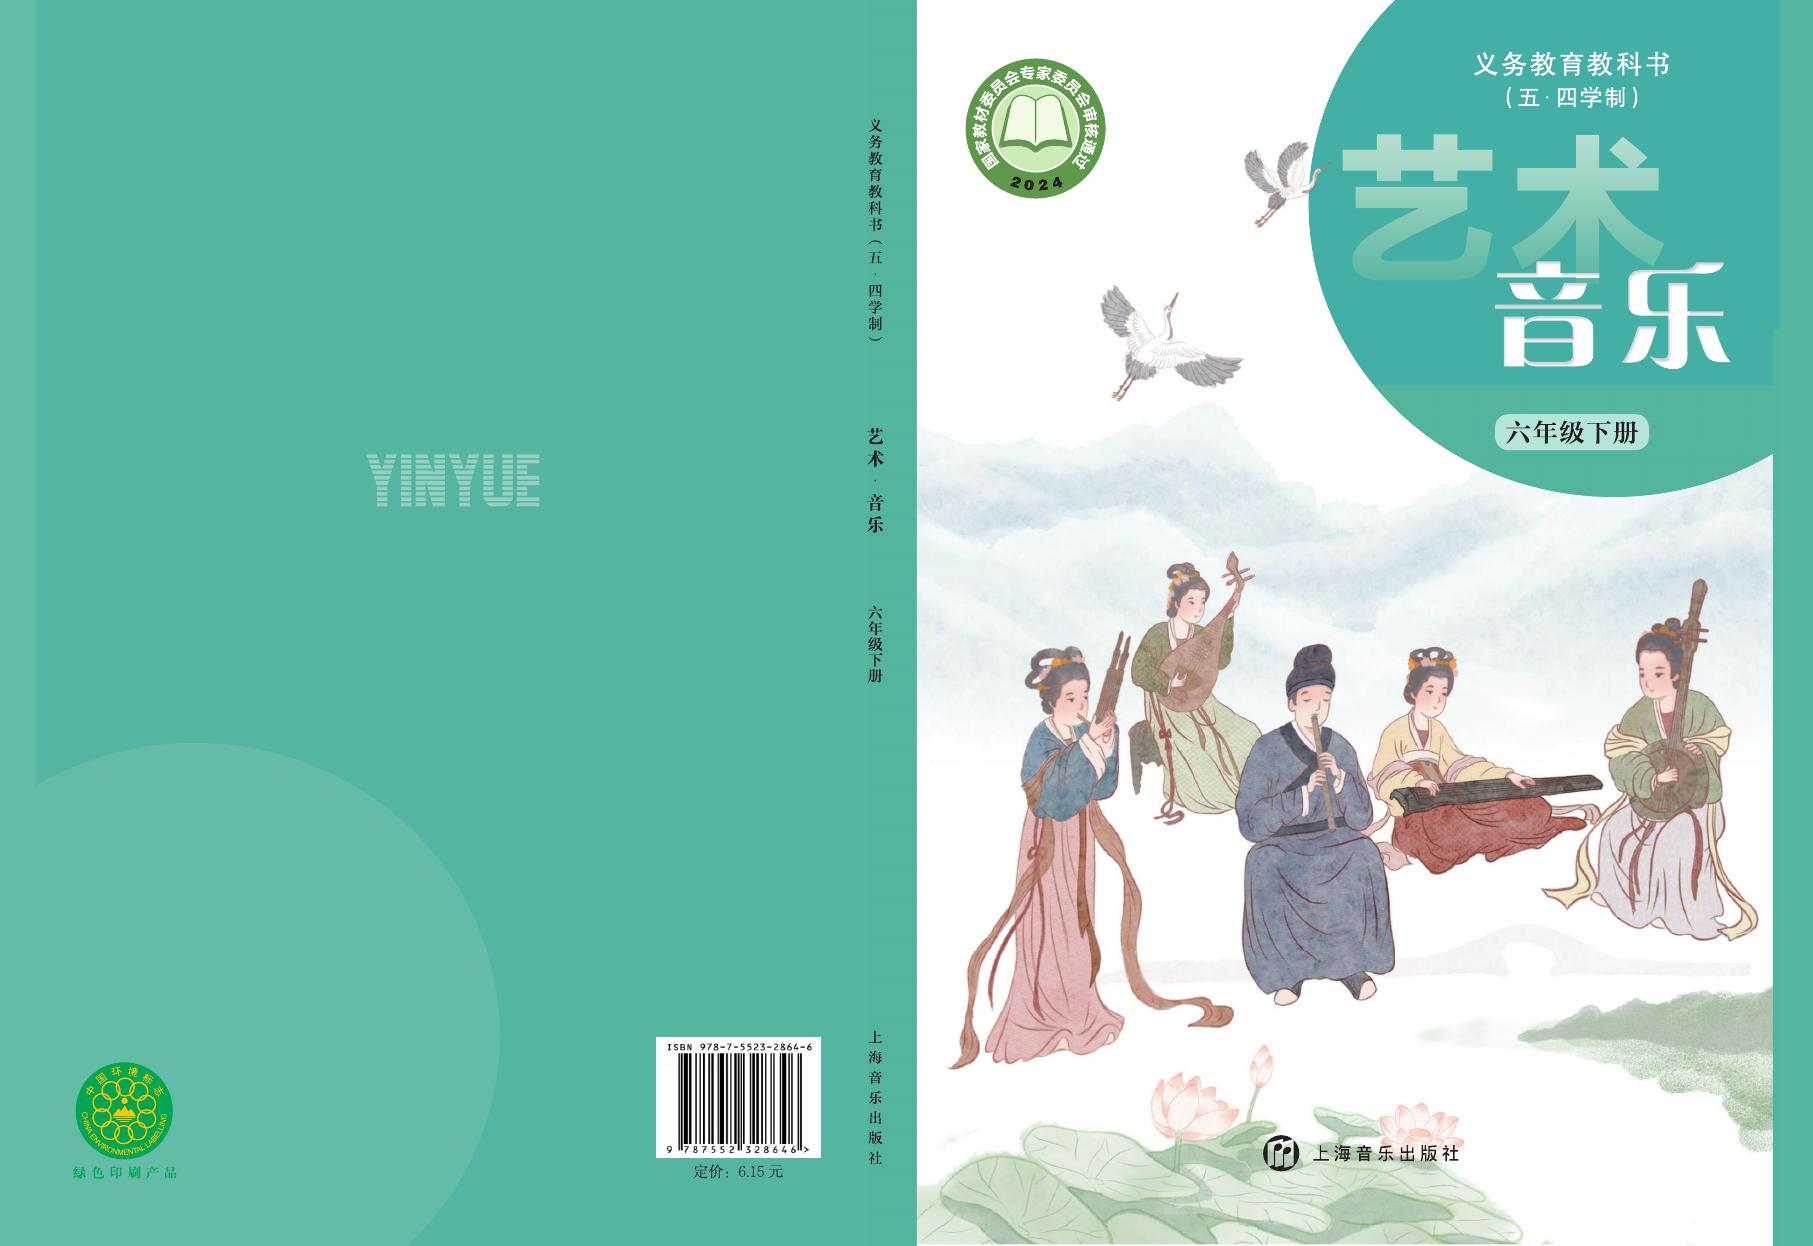 YINYUE
中国环境标志
CHINA ENVIRONMENTAL LABELLING
绿色印刷产品
ISBN 978-7-5523-2864-6
9 787552 328646 >
定价：6.15 元
义务教育教科书（五·四学制）
艺术·音乐
六年级下册
上海音乐出版社
国家教材委员会专家委员会审核通过
2024
义务教育教科书
（五·四学制）
艺术
音乐
六年级下册
上海音乐出版社